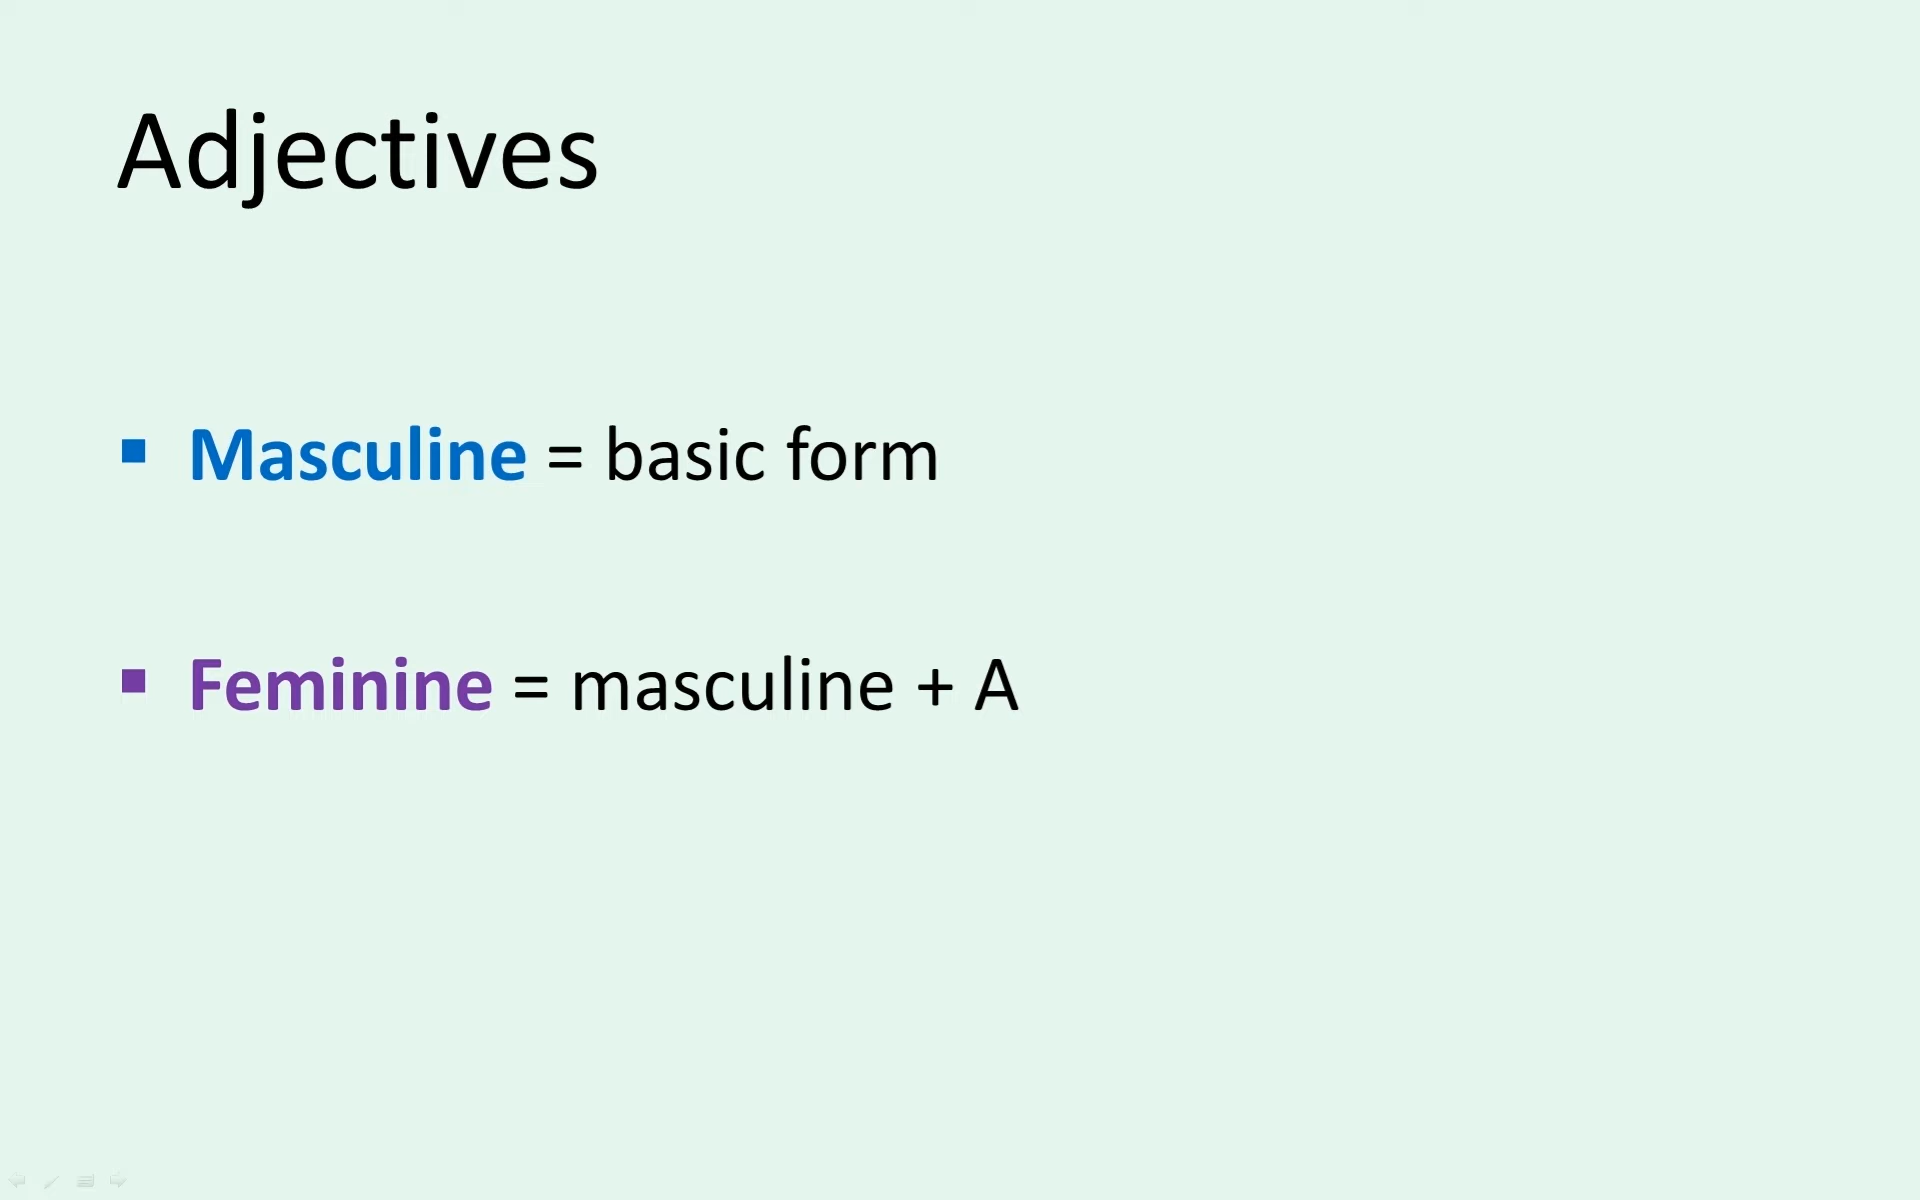 Adjectives
Masculine = basic form
Feminine = masculine + A